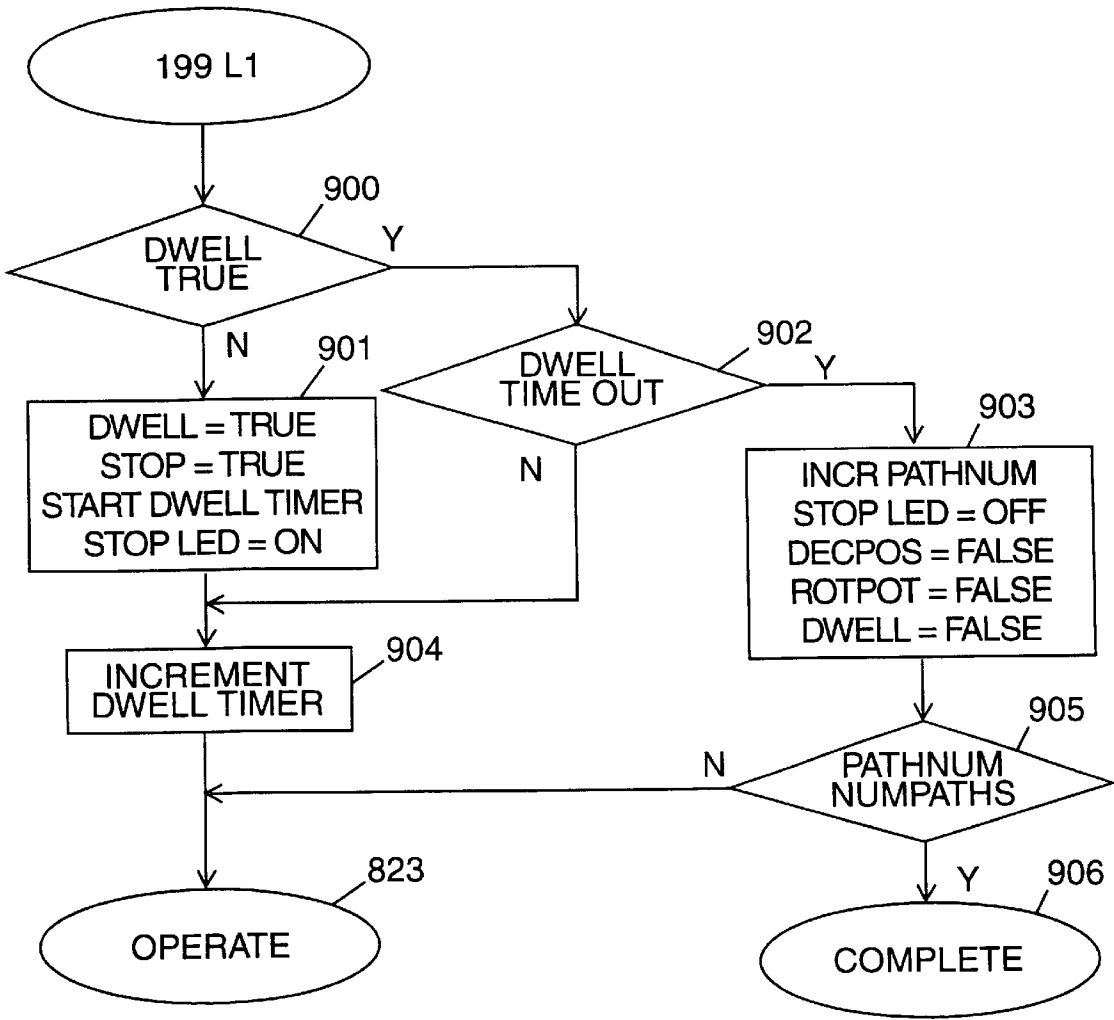 199 L1
900
DWELL
TRUE
Y
N
901
DWELL = TRUE
STOP = TRUE
START DWELL TIMER
STOP LED = ON
902
DWELL
TIME OUT
Y
N
903
INCR PATHNUM
STOP LED = OFF
DECPOS = FALSE
ROTPOT = FALSE
DWELL = FALSE
904
INCREMENT
DWELL TIMER
905
PATHNUM
NUMPATHS
N
Y
823
OPERATE
906
COMPLETE